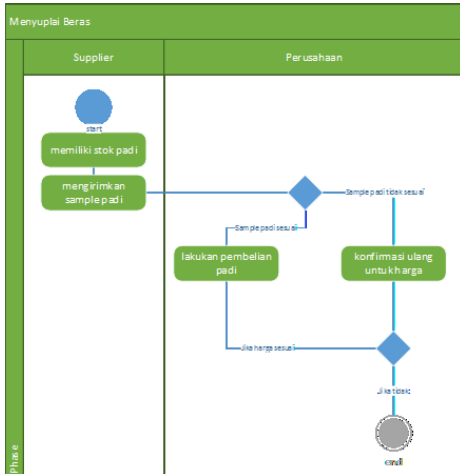 Menyuplai Beras
Supplier
Perusahaan
start
memiliki stok padi
mengirimkan
sample padi
Sample padi tidak sesuai
Sample padi sesuai
lakukan pembelian
padi
konfirmasi ulang
untuk harga
Jika harga sesuai
Jika tidak
Phase